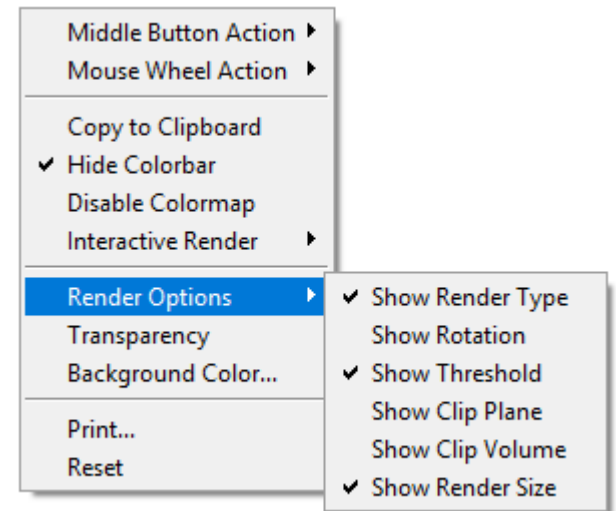 Middle Button Action
Mouse Wheel Action
Copy to Clipboard
Hide Colorbar
Disable Colormap
Interactive Render
Render Options
Transparency
Background Color...
Print...
Reset
Show Render Type
Show Rotation
Show Threshold
Show Clip Plane
Show Clip Volume
Show Render Size